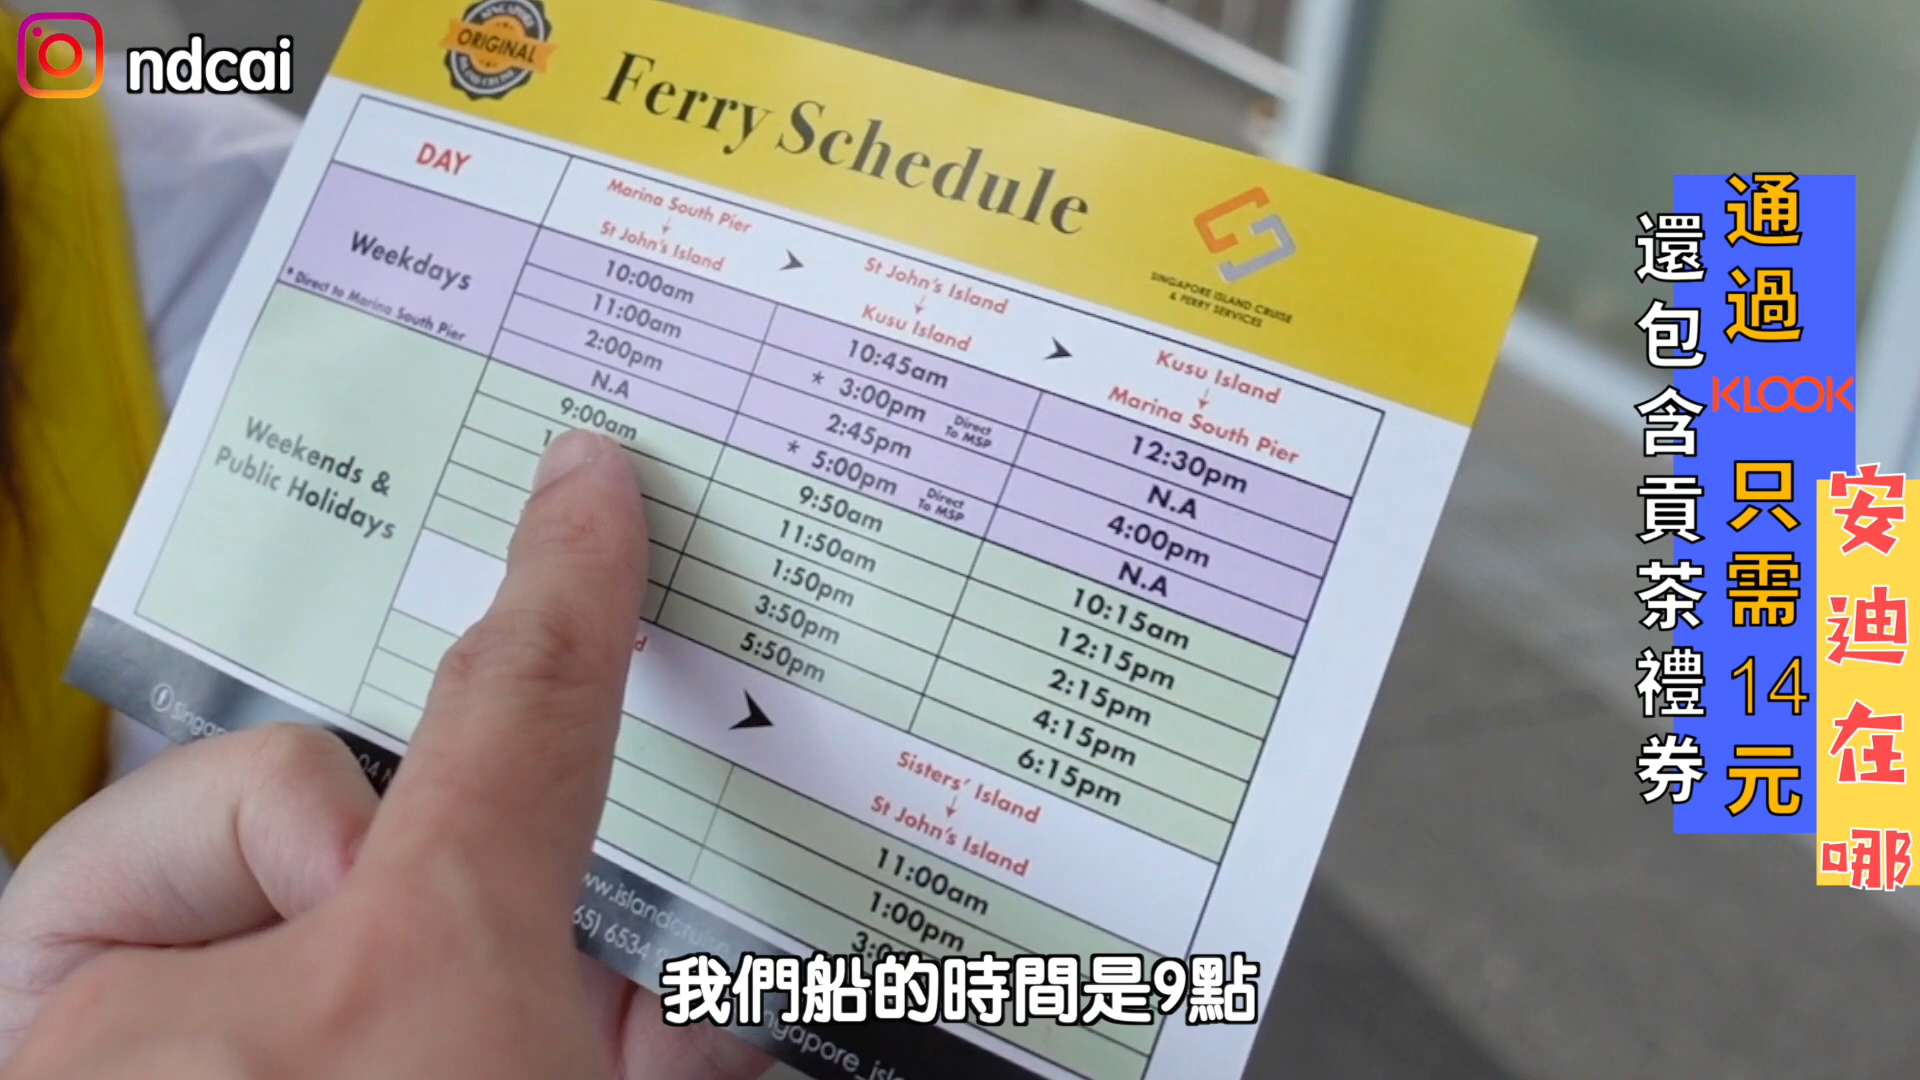 ndcai
SINGAPORE
ORIGINAL
ISLAND CRUISE
Ferry Schedule
SINGAPORE ISLAND CRUISE
& FERRY SERVICES
DAY
Marina South Pier
↓
St John's Island
St John's Island
↓
Kusu Island
Kusu Island
↓
Marina South Pier
Weekdays
* Direct to Marina South Pier
10:00am
10:45am
12:30pm
11:00am
* 3:00pm Direct To MSP
N.A
2:00pm
2:45pm
4:00pm
N.A
* 5:00pm Direct To MSP
N.A
Weekends &
Public Holidays
9:00am
9:50am
10:15am
11:50am
12:15pm
1:50pm
2:15pm
3:50pm
4:15pm
5:50pm
6:15pm
Sisters' Island
↓
St John's Island
11:00am
1:00pm
通過 KLOOK 只需14元
還包含貢茶禮券
安迪在哪
我們船的時間是9點